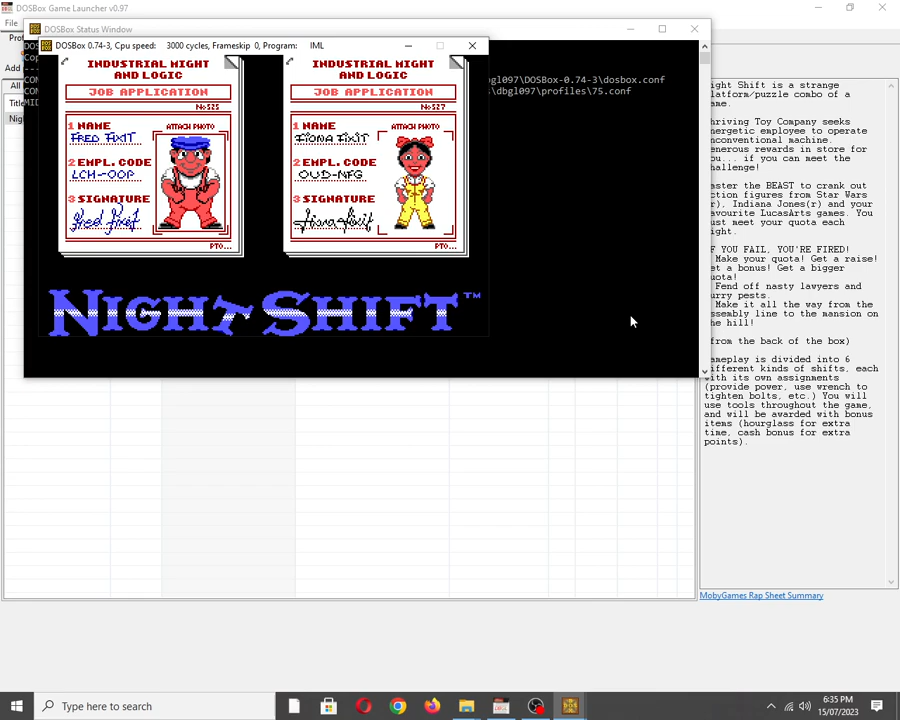 DOSBox Game Launcher v0.97
File
DOSBox Status Window
DOSBox 0.74-3, Cpu speed: 3000 cycles, Frameskip 0, Program: IML
INDUSTRIAL MIGHT
AND LOGIC
JOB APPLICATION
No:525
1 NAME
FRED FIXIT
ATTACH PHOTO
2 EMPL. CODE
LCH-OOP
3 SIGNATURE
Fred Fixit
PTO...
INDUSTRIAL MIGHT
AND LOGIC
JOB APPLICATION
No:527
1 NAME
FIONA FIXIT
ATTACH PHOTO
2 EMPL. CODE
OUD-NFG
3 SIGNATURE
Fiona Fixit
PTO...
NIGHT SHIFT™
bgl097\DOSBox-0.74-3\dosbox.conf
\dbgl097\profiles\75.conf
Add
ight Shift is a strange
latform/puzzle combo of a
ame.
hriving Toy Company seeks
nergetic employee to operate
nconventional machine.
enerous rewards in store for
ou... if you can meet the
hallenge!
aster the BEAST to crank out
ction figures from Star Wars
r), Indiana Jones(r) and your
avourite LucasArts games. You
ust meet your quota each
ight.
F YOU FAIL, YOU'RE FIRED!
Make your quota! Get a raise!
et a bonus! Get a bigger
uota!
Fend off nasty lawyers and
urry pests.
Make it all the way from the
ssembly line to the mansion on
he hill!
from the back of the box)
ameplay is divided into 6
ifferent kinds of shifts, each
ith its own assignments
(provide power, use wrench to
tighten bolts, etc.) You will
use tools throughout the game,
and will be awarded with bonus
items (hourglass for extra
time, cash bonus for extra
points).
MobyGames Rap Sheet Summary
Type here to search
6:35 PM
15/07/2023